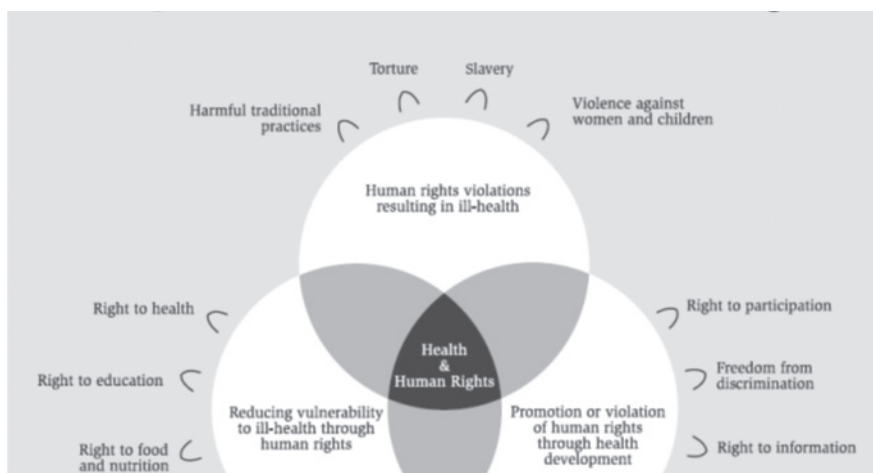 Torture
Slavery
Harmful traditional
practices
Violence against
women and children
Human rights violations
resulting in ill-health
Right to health
Right to participation
Health
&
Human Rights
Right to education
Freedom from
discrimination
Reducing vulnerability
to ill-health through
human rights
Promotion or violation
of human rights
through health
development
Right to food
and nutrition
Right to information